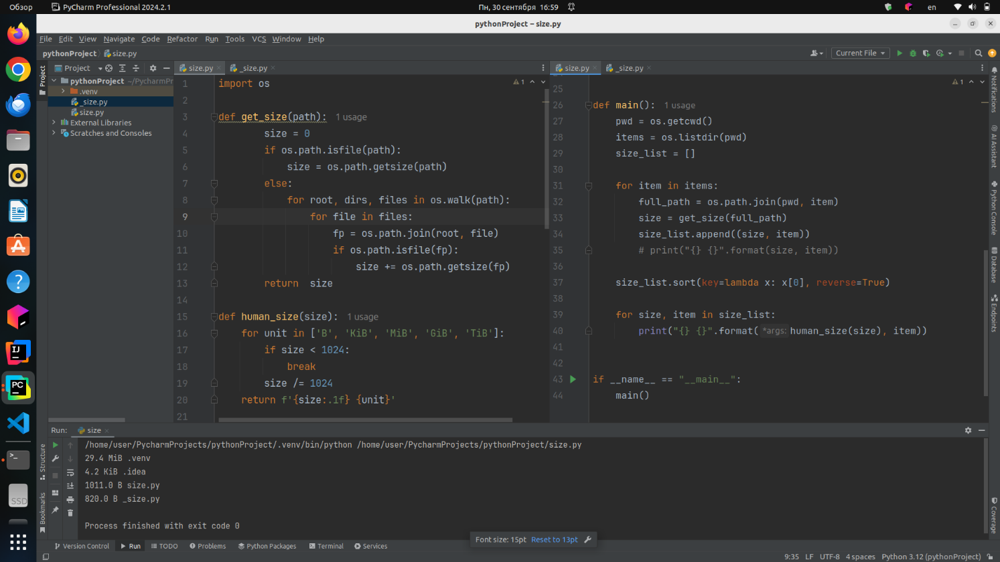 Обзор
PyCharm Professional 2024.2.1
Пн, 30 сентября 16:59
en
pythonProject – size.py
File Edit View Navigate Code Refactor Run Tools VCS Window Help
pythonProject size.py
Current File
Project
size.py
_size.py
size.py
_size.py
Project
pythonProject ~/PycharmPr
.venv
_size.py
size.py
External Libraries
Scratches and Consoles
1 import os
2
3 def get_size(path): 1 usage
4 size = 0
5 if os.path.isfile(path):
6 size = os.path.getsize(path)
7 else:
8 for root, dirs, files in os.walk(path):
9 for file in files:
10 fp = os.path.join(root, file)
11 if os.path.isfile(fp):
12 size += os.path.getsize(fp)
13 return size
14
15 def human_size(size): 1 usage
16 for unit in ['B', 'KiB', 'MiB', 'GiB', 'TiB']:
17 if size < 1024:
18 break
19 size /= 1024
20 return f'{size:.1f} {unit}'
21
1
25
26 def main(): 1 usage
27 pwd = os.getcwd()
28 items = os.listdir(pwd)
29 size_list = []
30
31 for item in items:
32 full_path = os.path.join(pwd, item)
33 size = get_size(full_path)
34 size_list.append((size, item))
35 # print("{} {}".format(size, item))
36
37 size_list.sort(key=lambda x: x[0], reverse=True)
38
39 for size, item in size_list:
40 print("{} {}".format( *args: human_size(size), item))
41
42
43 if __name__ == "__main__":
44 main()
1
Notifications
AI Assistant
Python Console
Database
Endpoints
Coverage
Structure
Bookmarks
Run: size
/home/user/PycharmProjects/pythonProject/.venv/bin/python /home/user/PycharmProjects/pythonProject/size.py
29.4 MiB .venv
4.2 KiB .idea
1011.0 B size.py
820.0 B _size.py
Process finished with exit code 0
Font size: 15pt Reset to 13pt
Version Control Run TODO Problems Python Packages Terminal Services
9:35 LF UTF-8 4 spaces Python 3.12 (pythonProject)
IJ
PC
SSD